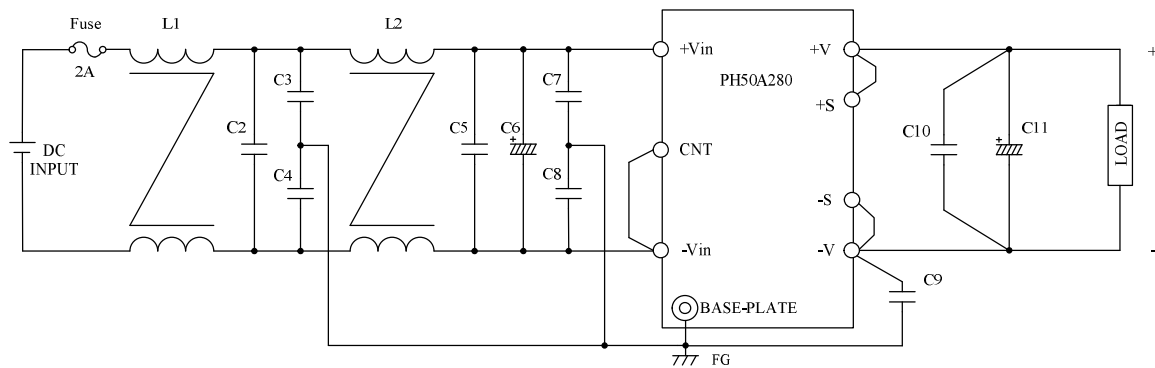 Fuse
2A
L1
L2
C2
C3
C4
C5
C6
+
C7
C8
DC
INPUT
+Vin
CNT
-Vin
PH50A280
+V
+S
-S
-V
BASE-PLATE
FG
C9
C10
C11
+
LOAD
+
-